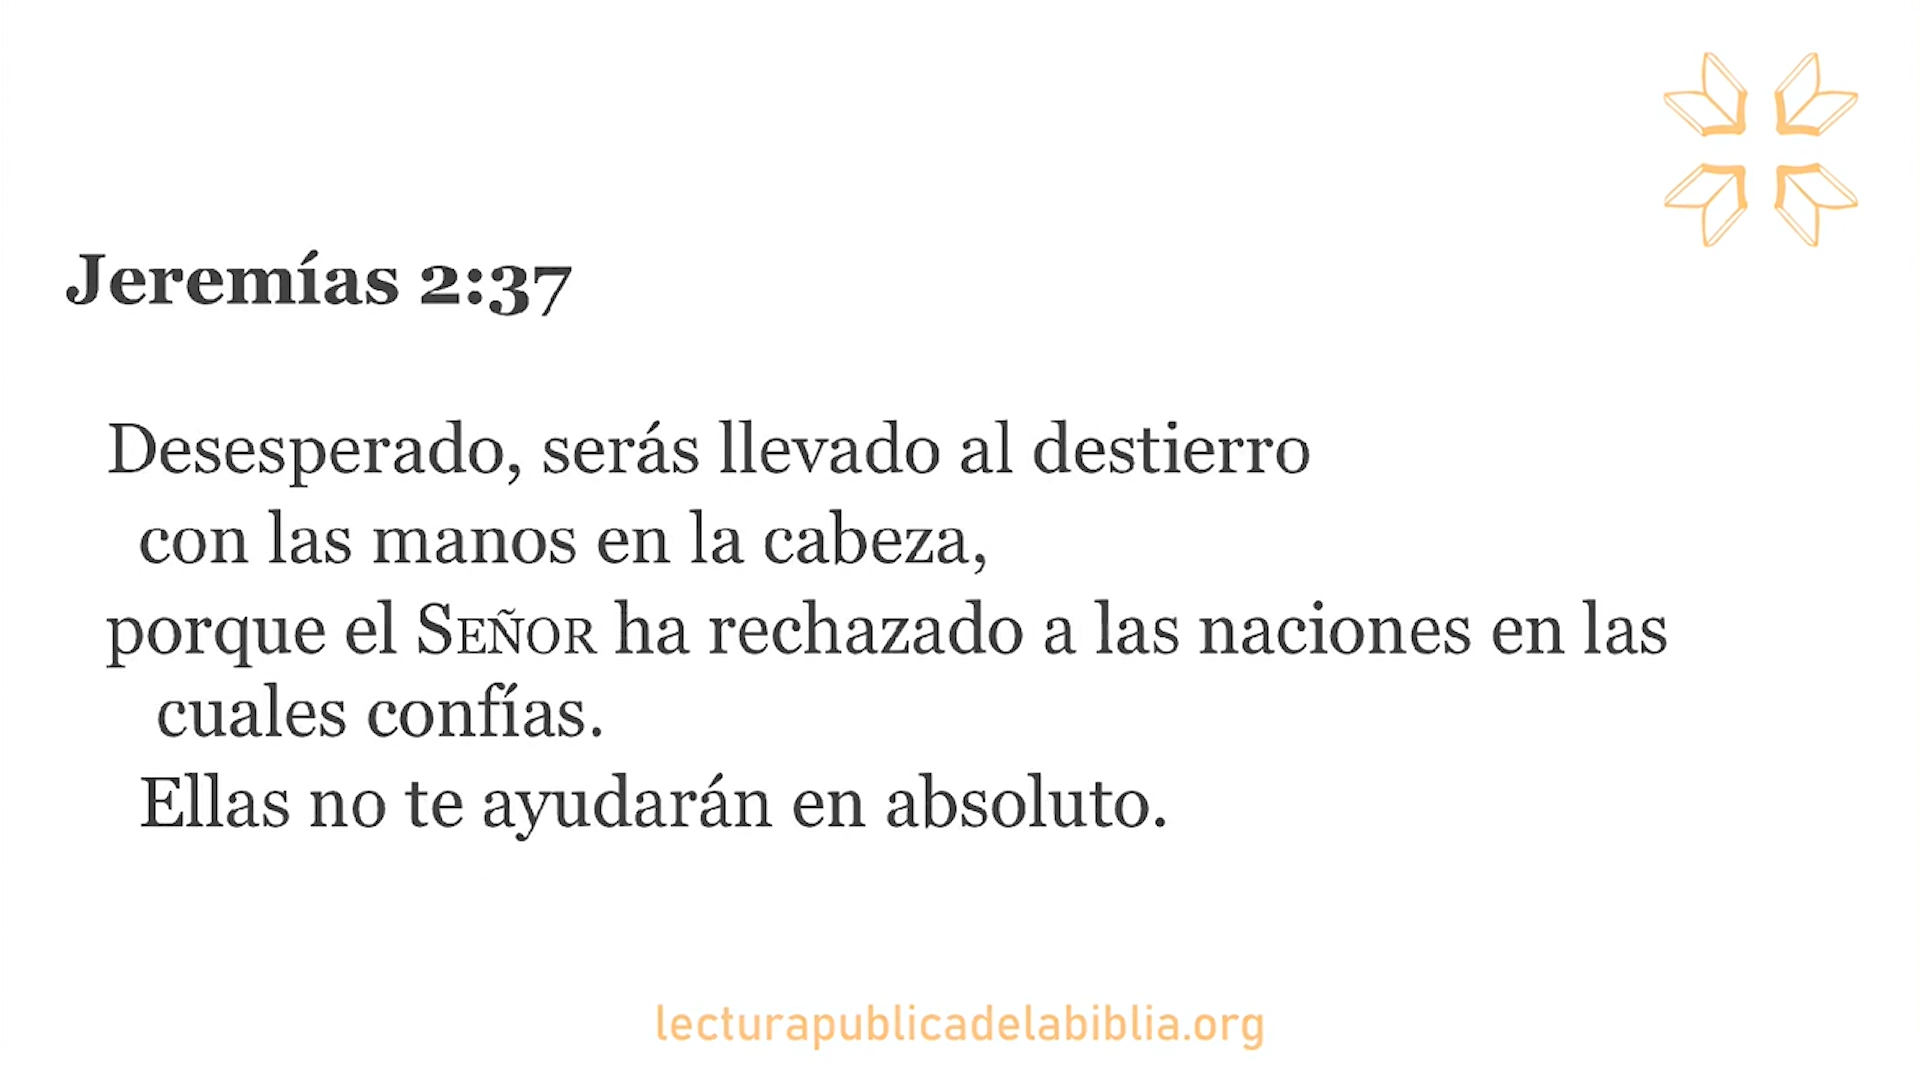 Jeremías 2:37
Desesperado, serás llevado al destierro
con las manos en la cabeza,
porque el SEÑOR ha rechazado a las naciones en las
cuales confías.
Ellas no te ayudarán en absoluto.
lecturapublicadelabiblia.org